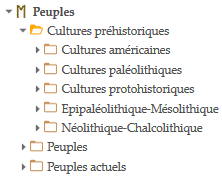 Peuples
Cultures préhistoriques
Cultures américaines
Cultures paléolithiques
Cultures protohistoriques
Epipaléolithique-Mésolithique
Néolithique-Chalcolithique
Peuples
Peuples actuels